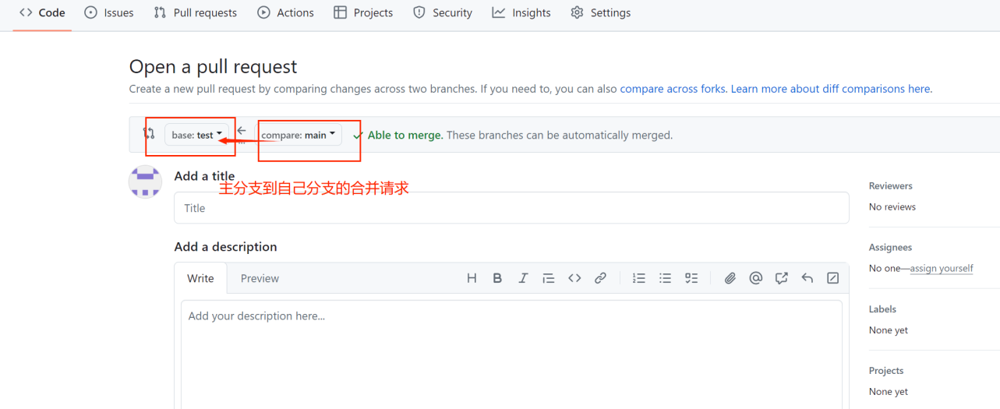 Code Issues Pull requests Actions Projects Security Insights Settings
Open a pull request
Create a new pull request by comparing changes across two branches. If you need to, you can also compare across forks. Learn more about diff comparisons here.
base: test compare: main Able to merge. These branches can be automatically merged.
Add a title
主分支到自己分支的合并请求
Title
Add a description
Write Preview
Add your description here...
Reviewers
No reviews
Assignees
No one—assign yourself
Labels
None yet
Projects
None yet